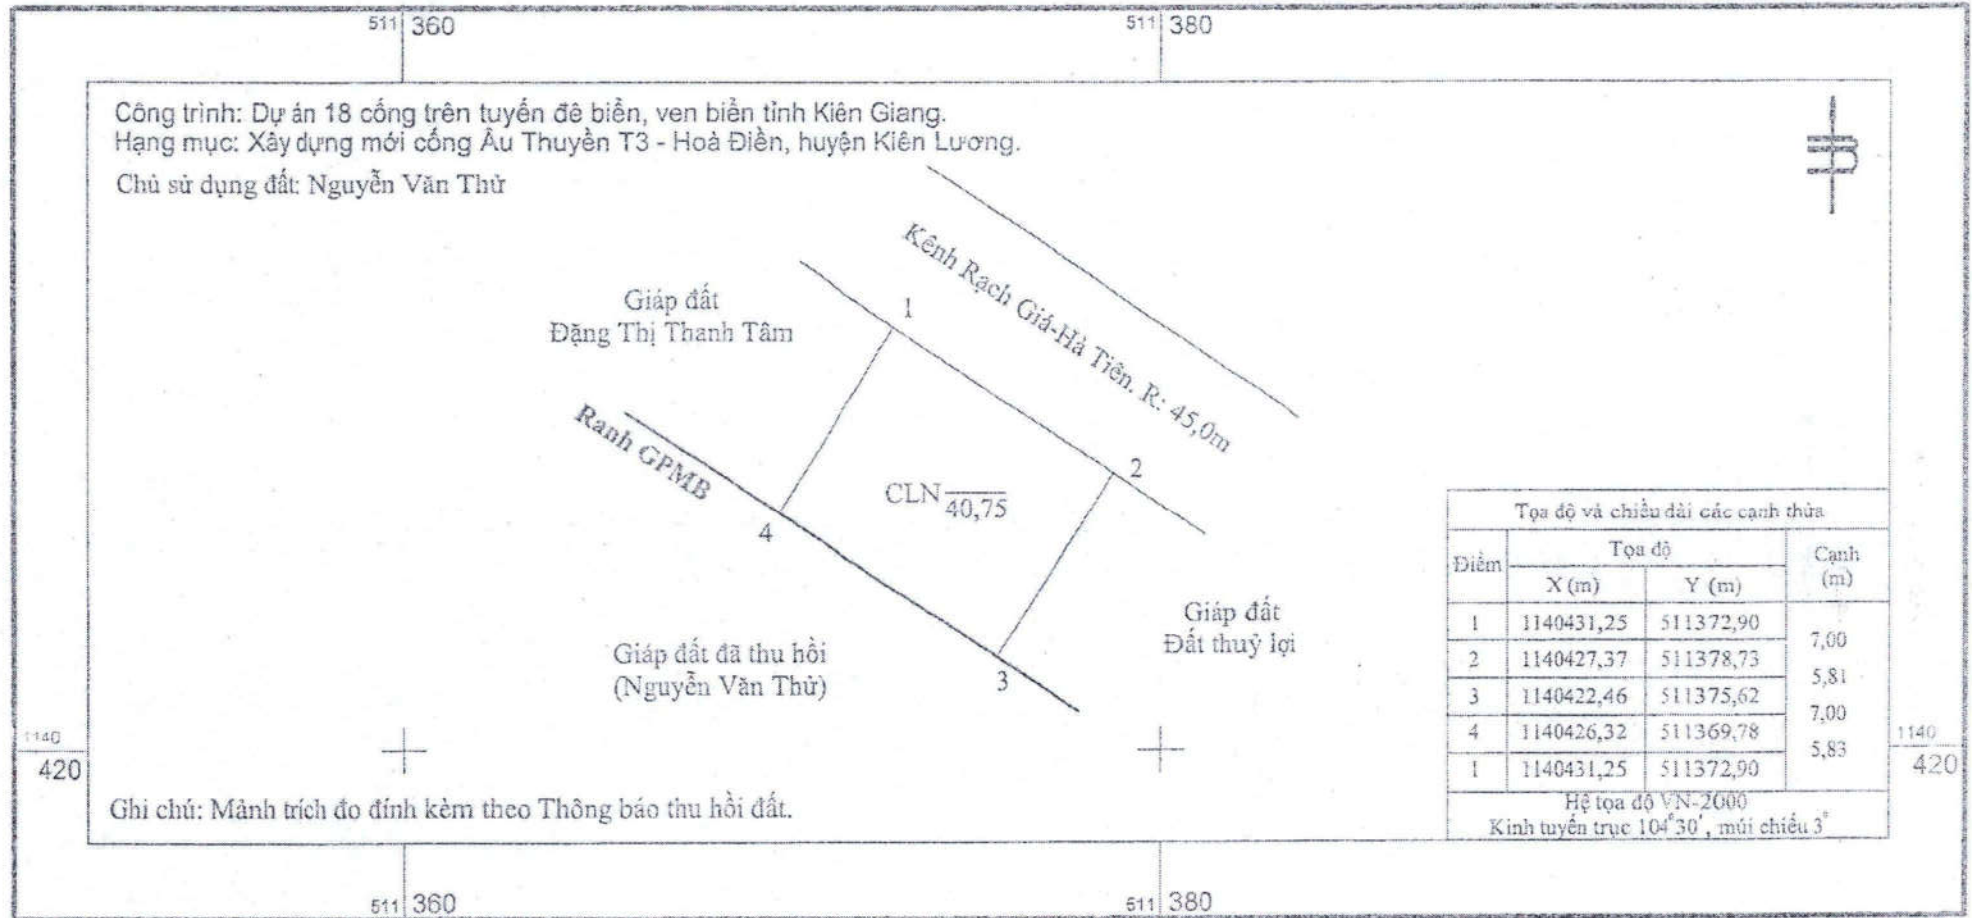 511 360
511 380
Công trình: Dự án 18 cống trên tuyến đê biển, ven biển tỉnh Kiên Giang.
Hạng mục: Xây dựng mới cống Âu Thuyền T3 - Hoà Điền, huyện Kiên Lương.
Chủ sử dụng đất: Nguyễn Văn Thử
B
Kênh Rạch Giá-Hà Tiên. R: 45,0m
Giáp đất
Đặng Thị Thanh Tâm
1
Ranh GPMB
2
CLN 40,75
4
3
Giáp đất
Đất thuỷ lợi
Giáp đất đã thu hồi
(Nguyễn Văn Thử)
Tọa độ và chiều dài các cạnh thửa
Điểm
Tọa độ
Cạnh
(m)
X (m) Y (m)
1 1140431,25 511372,90
7,00
2 1140427,37 511378,73
5,81
3 1140422,46 511375,62
7,00
4 1140426,32 511369,78
5,83
1 1140431,25 511372,90
Hệ tọa độ VN-2000
Kinh tuyến trục 104°30', múi chiếu 3°
1140
420
1140
420
Ghi chú: Mảnh trích đo đính kèm theo Thông báo thu hồi đất.
511 360
511 380